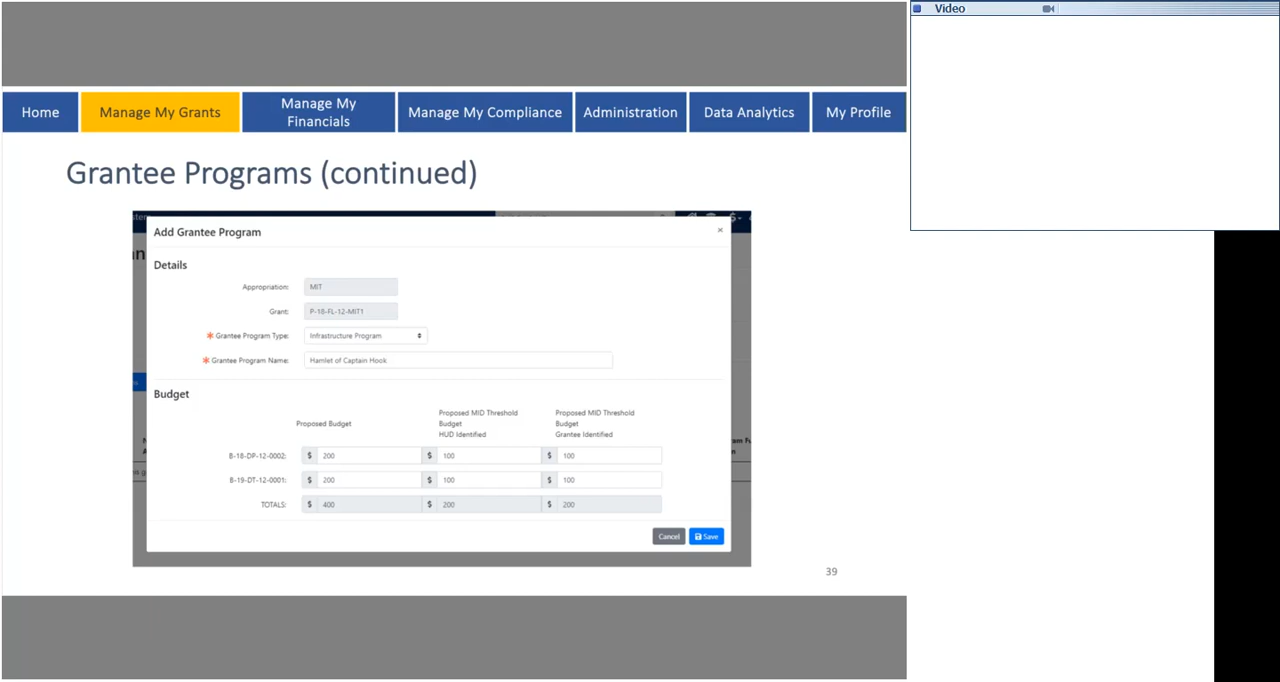 Video
Home
Manage My Grants
Manage My
Financials
Manage My Compliance
Administration
Data Analytics
My Profile
Grantee Programs (continued)
Add Grantee Program
×
Details
Appropriation:
MIT
Grant:
P-18-FL-12-MIT1
* Grantee Program Type:
Infrastructure Program
* Grantee Program Name:
Hamlet of Captain Hook
Budget
Proposed Budget
Proposed MID Threshold
Budget
HUD Identified
Proposed MID Threshold
Budget
Grantee Identified
B-18-DP-12-0002:
$ 200
$ 100
$ 100
B-19-DT-12-0001:
$ 200
$ 100
$ 100
TOTALS:
$ 400
$ 200
$ 200
Cancel
Save
39